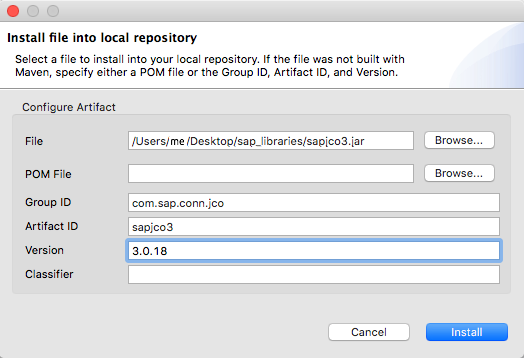 Install file into local repository
Select a file to install into your local repository. If the file was not built with
Maven, specify either a POM file or the Group ID, Artifact ID, and Version.
Configure Artifact
File /Users/me/Desktop/sap_libraries/sapjco3.jar Browse...
POM File Browse...
Group ID com.sap.conn.jco
Artifact ID sapjco3
Version 3.0.18
Classifier
Cancel Install